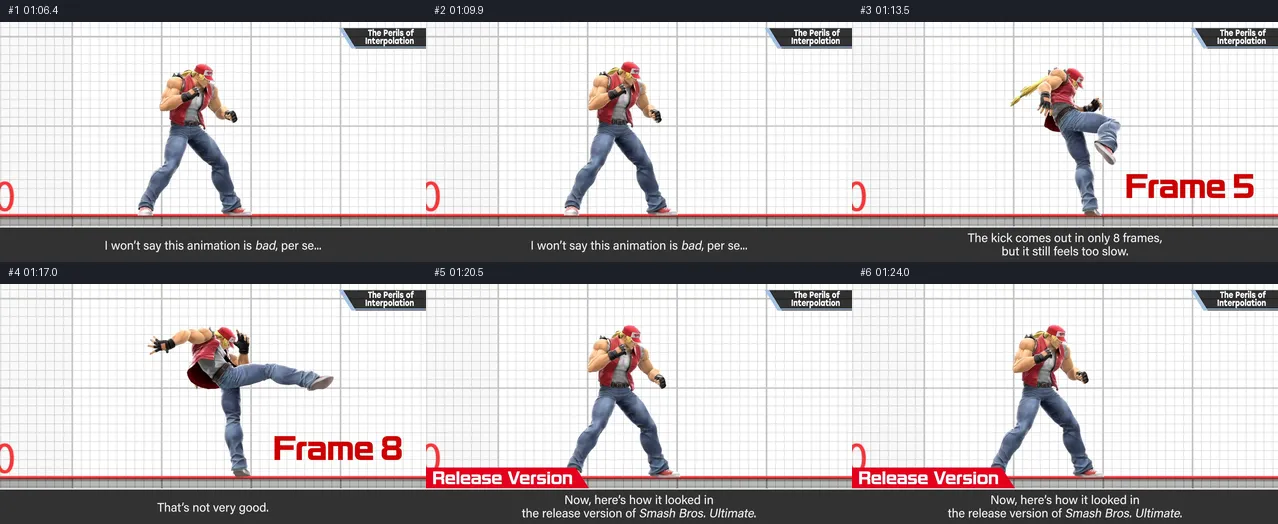 #1 01:06.4
The Perils of
Interpolation
0
I won't say this animation is bad, per se...
#2 01:09.9
The Perils of
Interpolation
0
I won't say this animation is bad, per se...
#3 01:13.5
The Perils of
Interpolation
0
Frame 5
The kick comes out in only 8 frames,
but it still feels too slow.
#4 01:17.0
The Perils of
Interpolation
0
Frame 8
That's not very good.
#5 01:20.5
The Perils of
Interpolation
0
Release Version
Now, here's how it looked in
the release version of Smash Bros. Ultimate.
#6 01:24.0
The Perils of
Interpolation
0
Release Version
Now, here's how it looked in
the release version of Smash Bros. Ultimate.